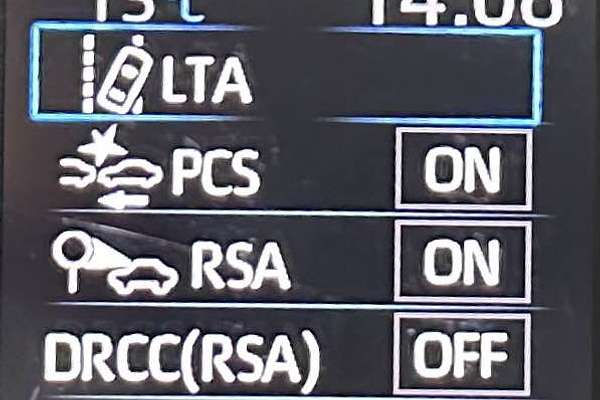 LTA
PCS ON
RSA ON
DRCC(RSA) OFF